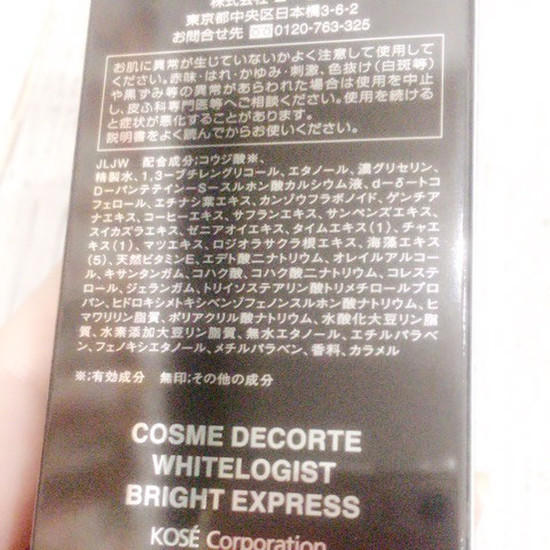 株式会社
東京都中央区日本橋3-6-2
お問合せ先 0120-763-325
お肌に異常が生じていないかよく注意して使用して
ください。赤味・はれ・かゆみ・刺激、色抜け(白斑等)
や黒ずみ等の異常があらわれた場合は使用を中止
し、皮ふ科専門医等へご相談ください。使用を続ける
と症状が悪化することがあります。
説明書をよく読んでからお使いください。
JLJW 配合成分;コウジ酸※、
精製水、1,3-ブチレングリコール、エタノール、濃グリセリン、
D-パンテテイン-S-スルホン酸カルシウム液、d-δ-トコ
フェロール、エチナシ葉エキス、カンゾウフラボノイド、ゲンチア
ナエキス、コーヒーエキス、サフランエキス、サンペンズエキス、
スイカズラエキス、ゼニアオイエキス、タイムエキス(1)、チャエ
キス(1)、マツエキス、ロジオラサクラ根エキス、海藻エキス
(5)、天然ビタミンE、エデト酸二ナトリウム、オレイルアルコー
ル、キサンタンガム、コハク酸、コハク酸二ナトリウム、コレステ
ロール、ジェランガム、トリイソステアリン酸トリメチロールプロ
パン、ヒドロキシメトキシベンゾフェノンスルホン酸ナトリウム、ヒ
マワリリン脂質、ポリアクリル酸ナトリウム、水酸化大豆リン脂
質、水素添加大豆リン脂質、無水エタノール、エチルパラベ
ン、フェノキシエタノール、メチルパラベン、香料、カラメル
※;有効成分 無印;その他の成分
COSME DECORTE
WHITELOGIST
BRIGHT EXPRESS
KOSÉ Corporation